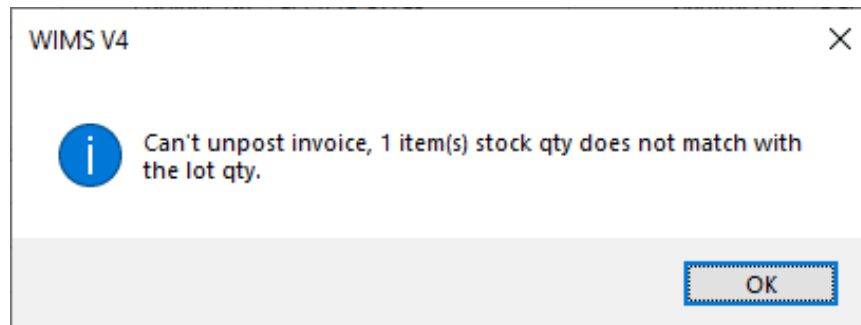 WIMS V4
Can't unpost invoice, 1 item(s) stock qty does not match with
the lot qty.
OK